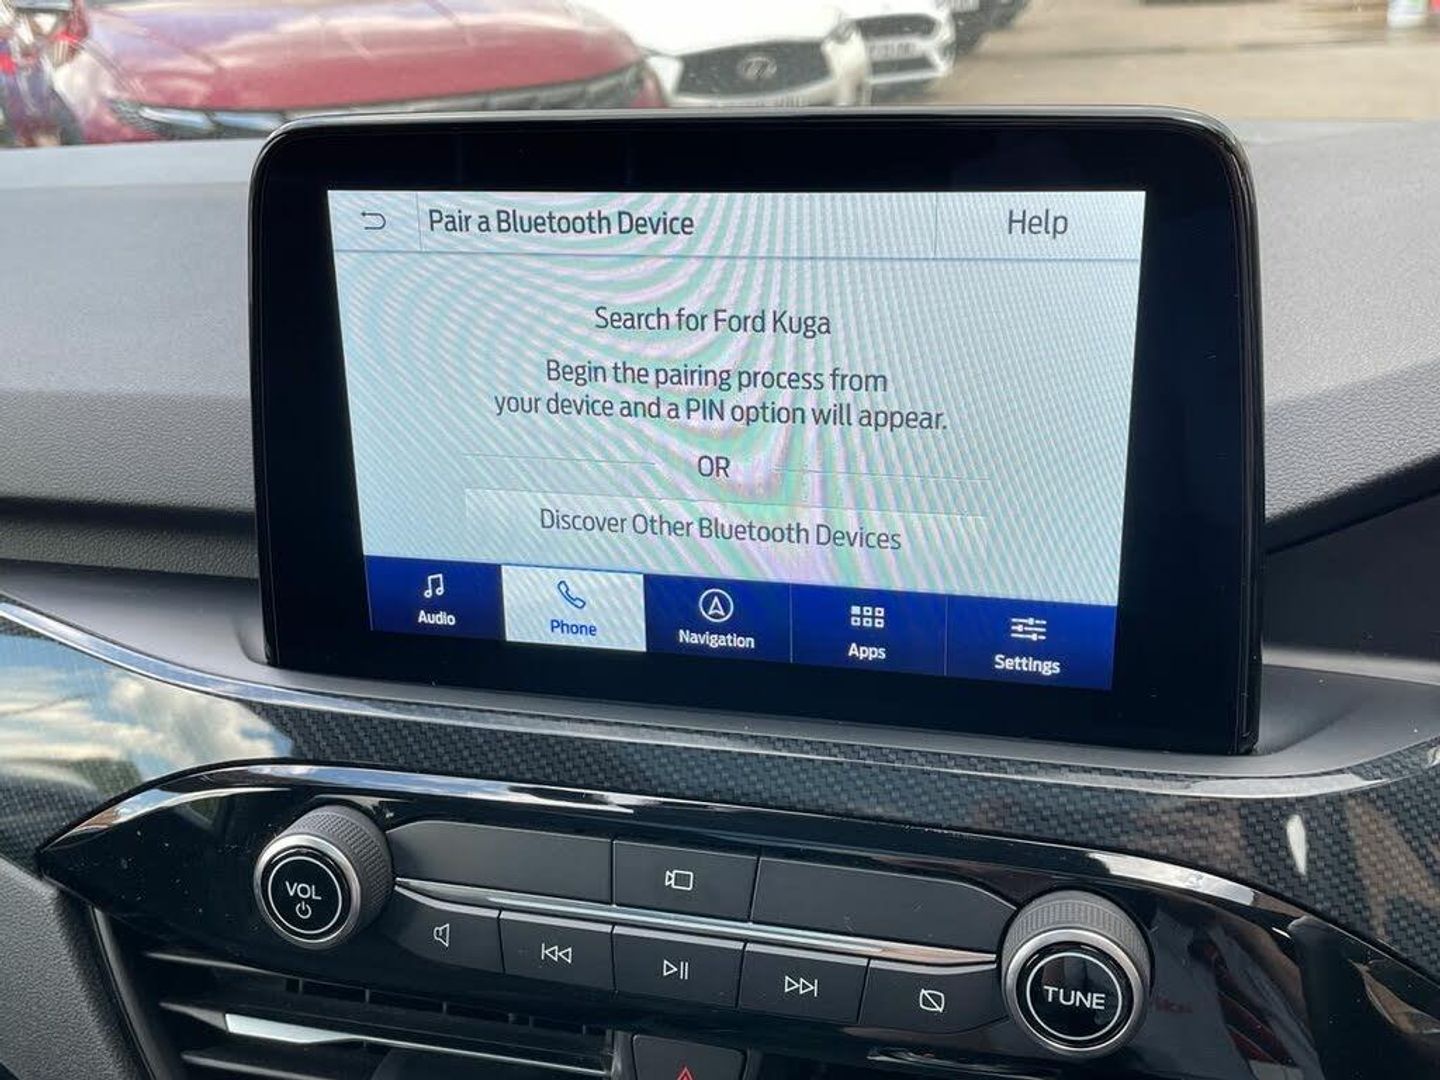 Pair a Bluetooth Device
Help
Search for Ford Kuga
Begin the pairing process from
your device and a PIN option will appear.
OR
Discover Other Bluetooth Devices
Audio
Phone
Navigation
Apps
Settings
VOL
TUNE